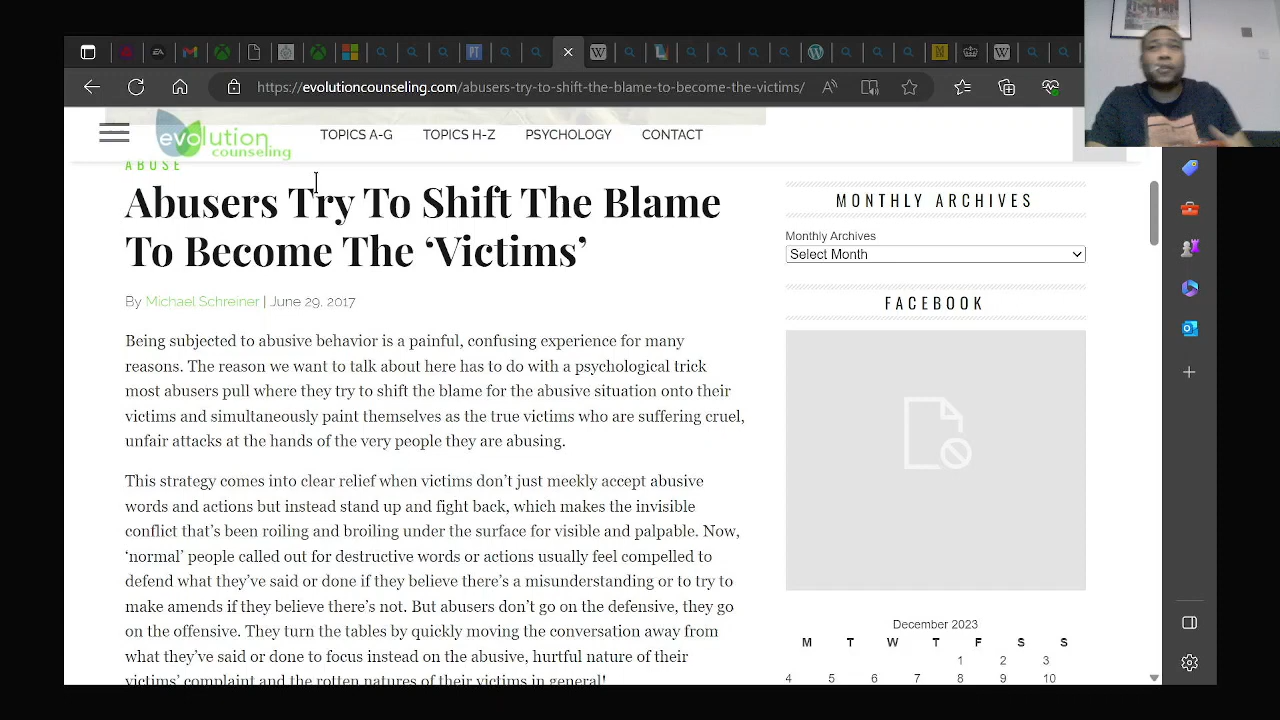 https://evolutioncounseling.com/abusers-try-to-shift-the-blame-to-become-the-victims/
evolution
counseling
TOPICS A-G
TOPICS H-Z
PSYCHOLOGY
CONTACT
ABUSE
Abusers Try To Shift The Blame
To Become The ‘Victims’
By Michael Schreiner | June 29, 2017
Being subjected to abusive behavior is a painful, confusing experience for many
reasons. The reason we want to talk about here has to do with a psychological trick
most abusers pull where they try to shift the blame for the abusive situation onto their
victims and simultaneously paint themselves as the true victims who are suffering cruel,
unfair attacks at the hands of the very people they are abusing.
This strategy comes into clear relief when victims don’t just meekly accept abusive
words and actions but instead stand up and fight back, which makes the invisible
conflict that’s been roiling and broiling under the surface for visible and palpable. Now,
‘normal’ people called out for destructive words or actions usually feel compelled to
defend what they’ve said or done if they believe there’s a misunderstanding or to try to
make amends if they believe there’s not. But abusers don’t go on the defensive, they go
on the offensive. They turn the tables by quickly moving the conversation away from
what they’ve said or done to focus instead on the abusive, hurtful nature of their
victims’ complaint and the rotten natures of their victims in general!
MONTHLY ARCHIVES
Monthly Archives
Select Month
FACEBOOK
December 2023
M T W T F S S
1 2 3
4 5 6 7 8 9 10